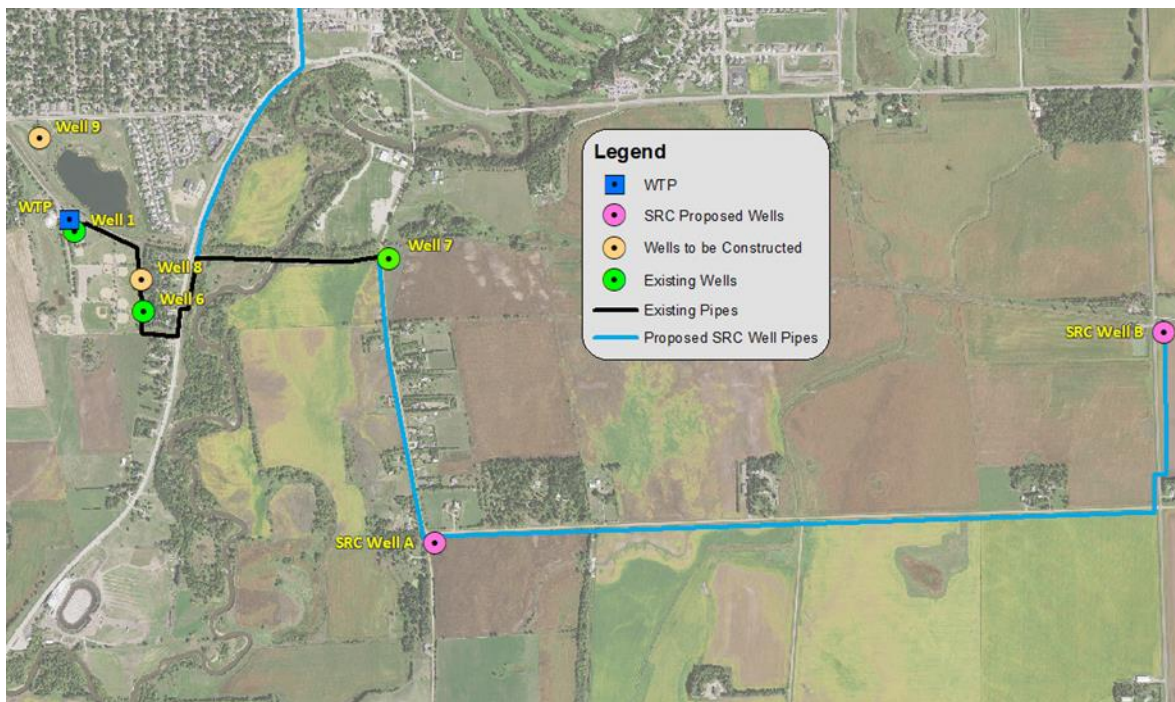 Well 9
WTP
Well 1
Well 8
Well 6
Well 7
Legend
WTP
SRC Proposed Wells
Wells to be Constructed
Existing Wells
Existing Pipes
Proposed SRC Well Pipes
SRC Well B
SRC Well A